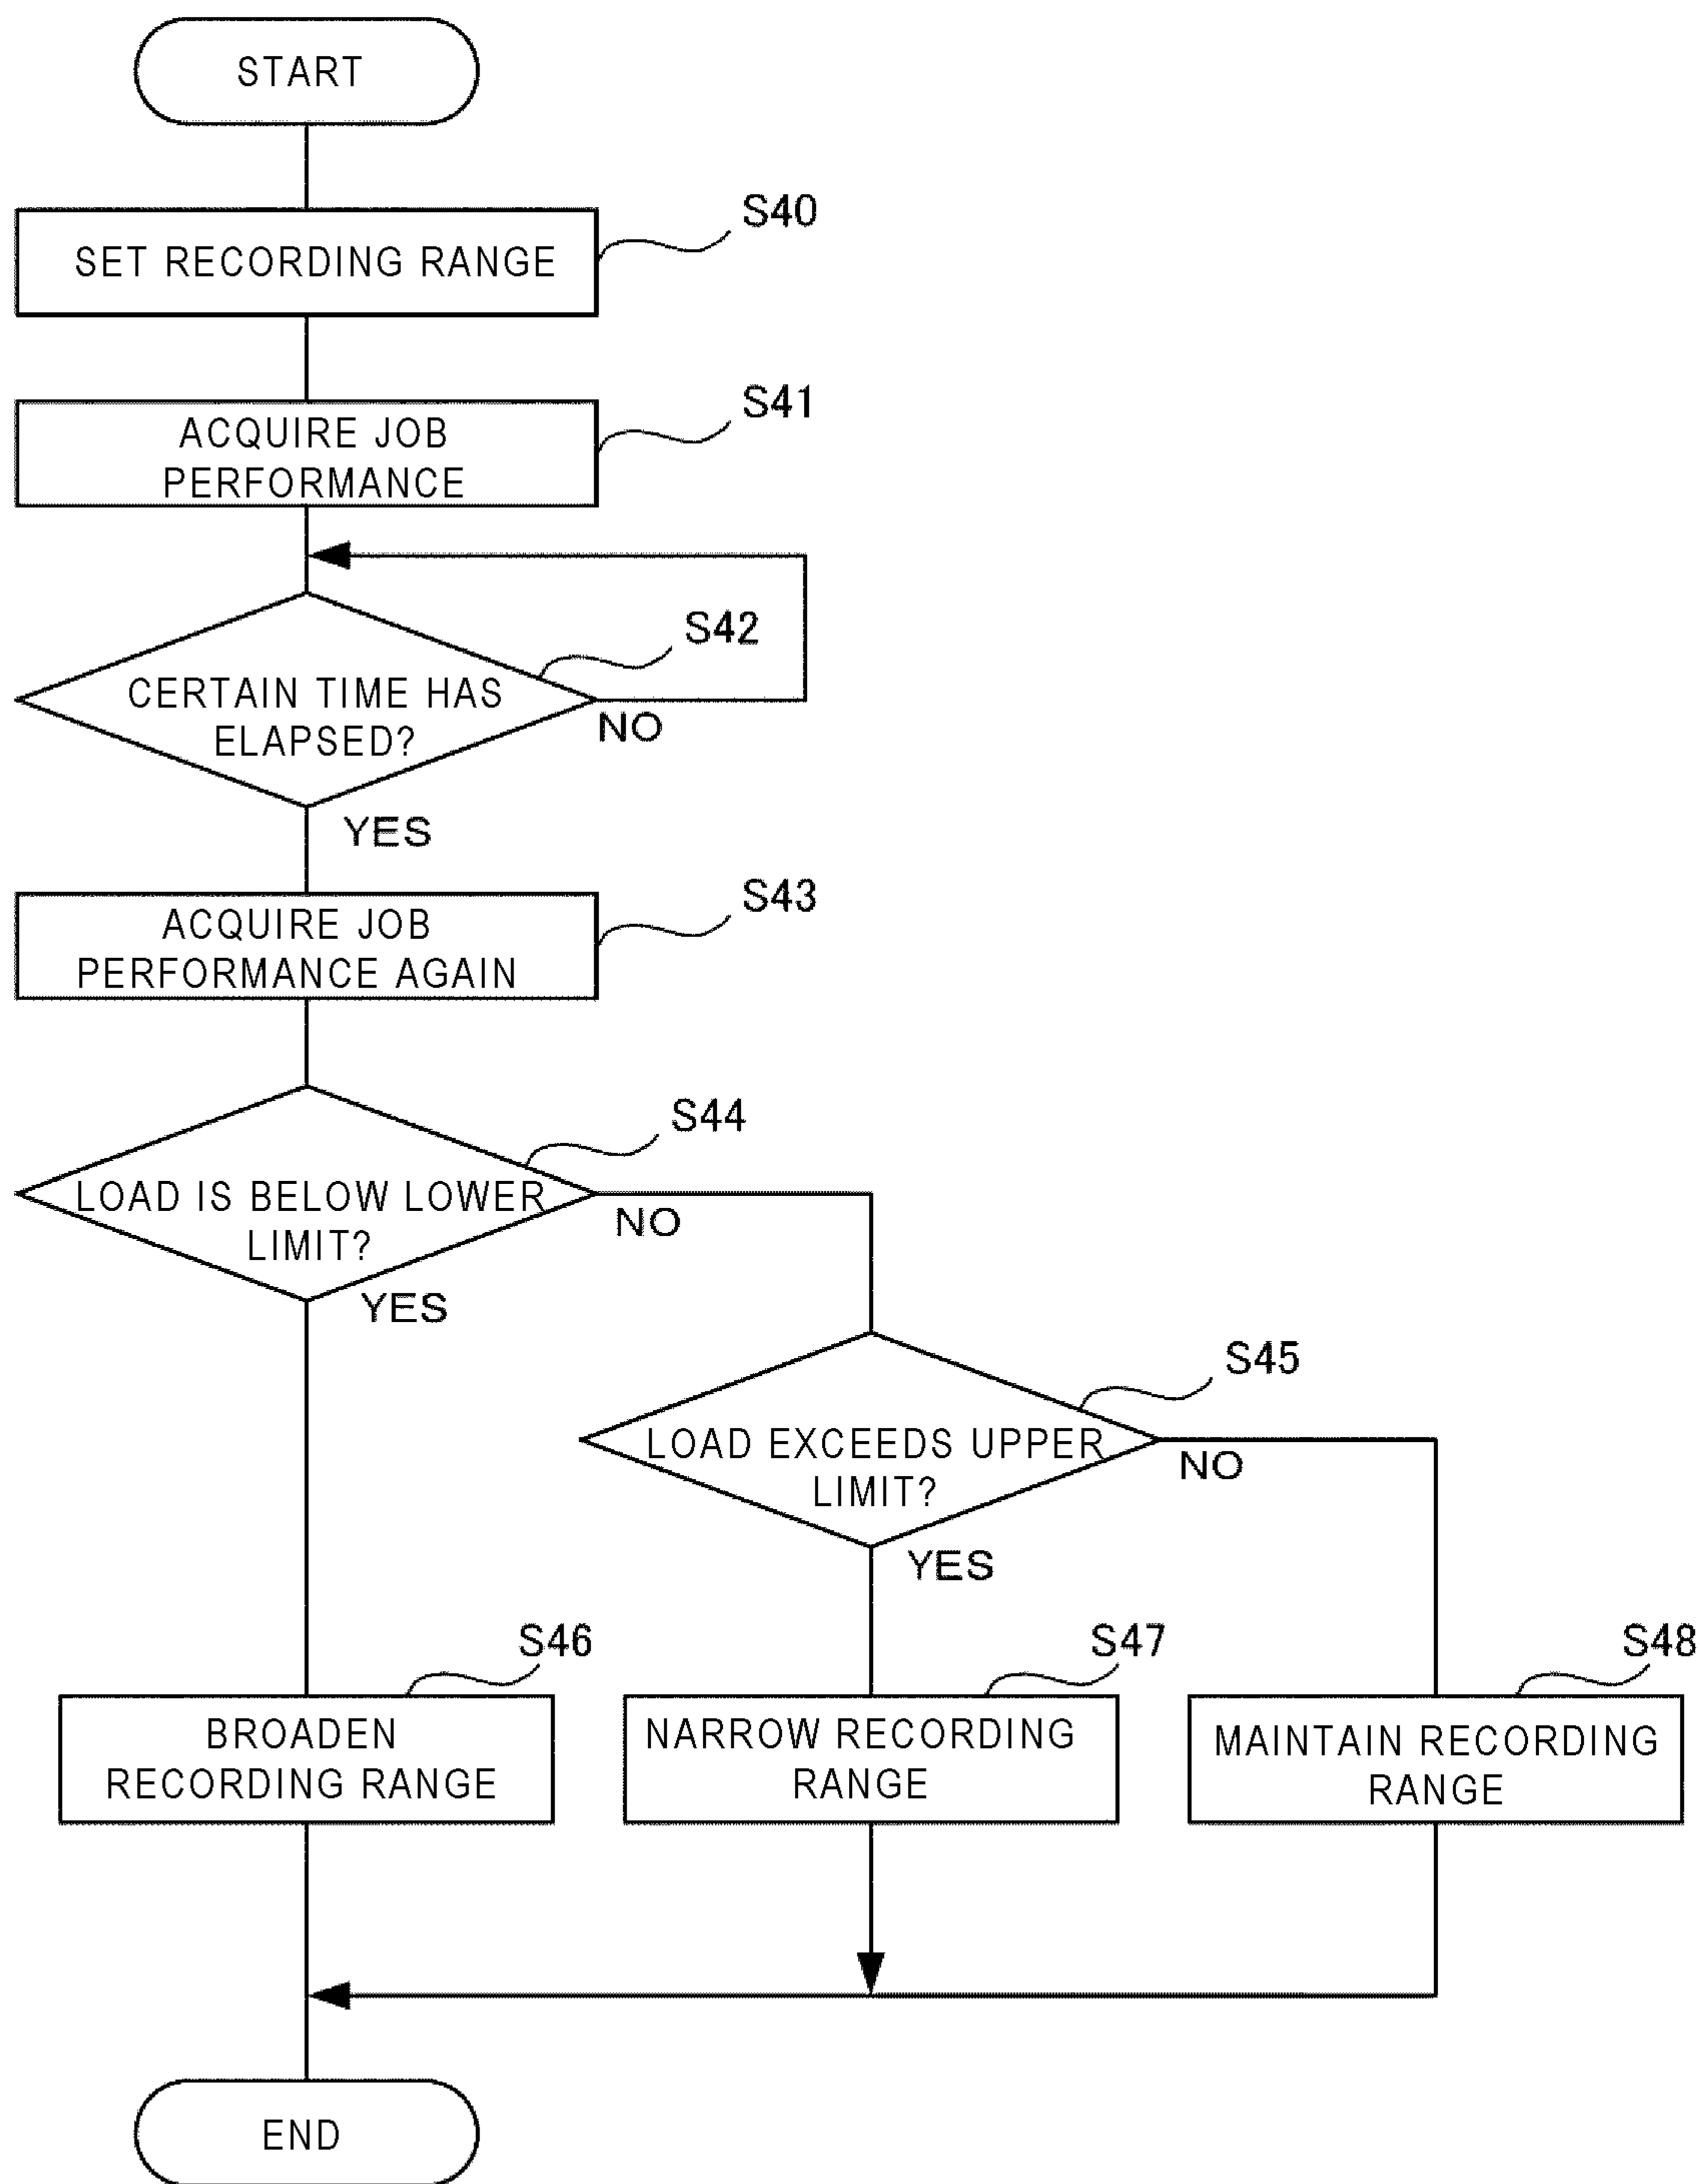 START
S40
SET RECORDING RANGE
S41
ACQUIRE JOB
PERFORMANCE
S42
CERTAIN TIME HAS
ELAPSED?
NO
YES
S43
ACQUIRE JOB
PERFORMANCE AGAIN
S44
LOAD IS BELOW LOWER
LIMIT?
NO
YES
S45
LOAD EXCEEDS UPPER
LIMIT?
NO
YES
S46
BROADEN
RECORDING RANGE
S47
NARROW RECORDING
RANGE
S48
MAINTAIN RECORDING
RANGE
END